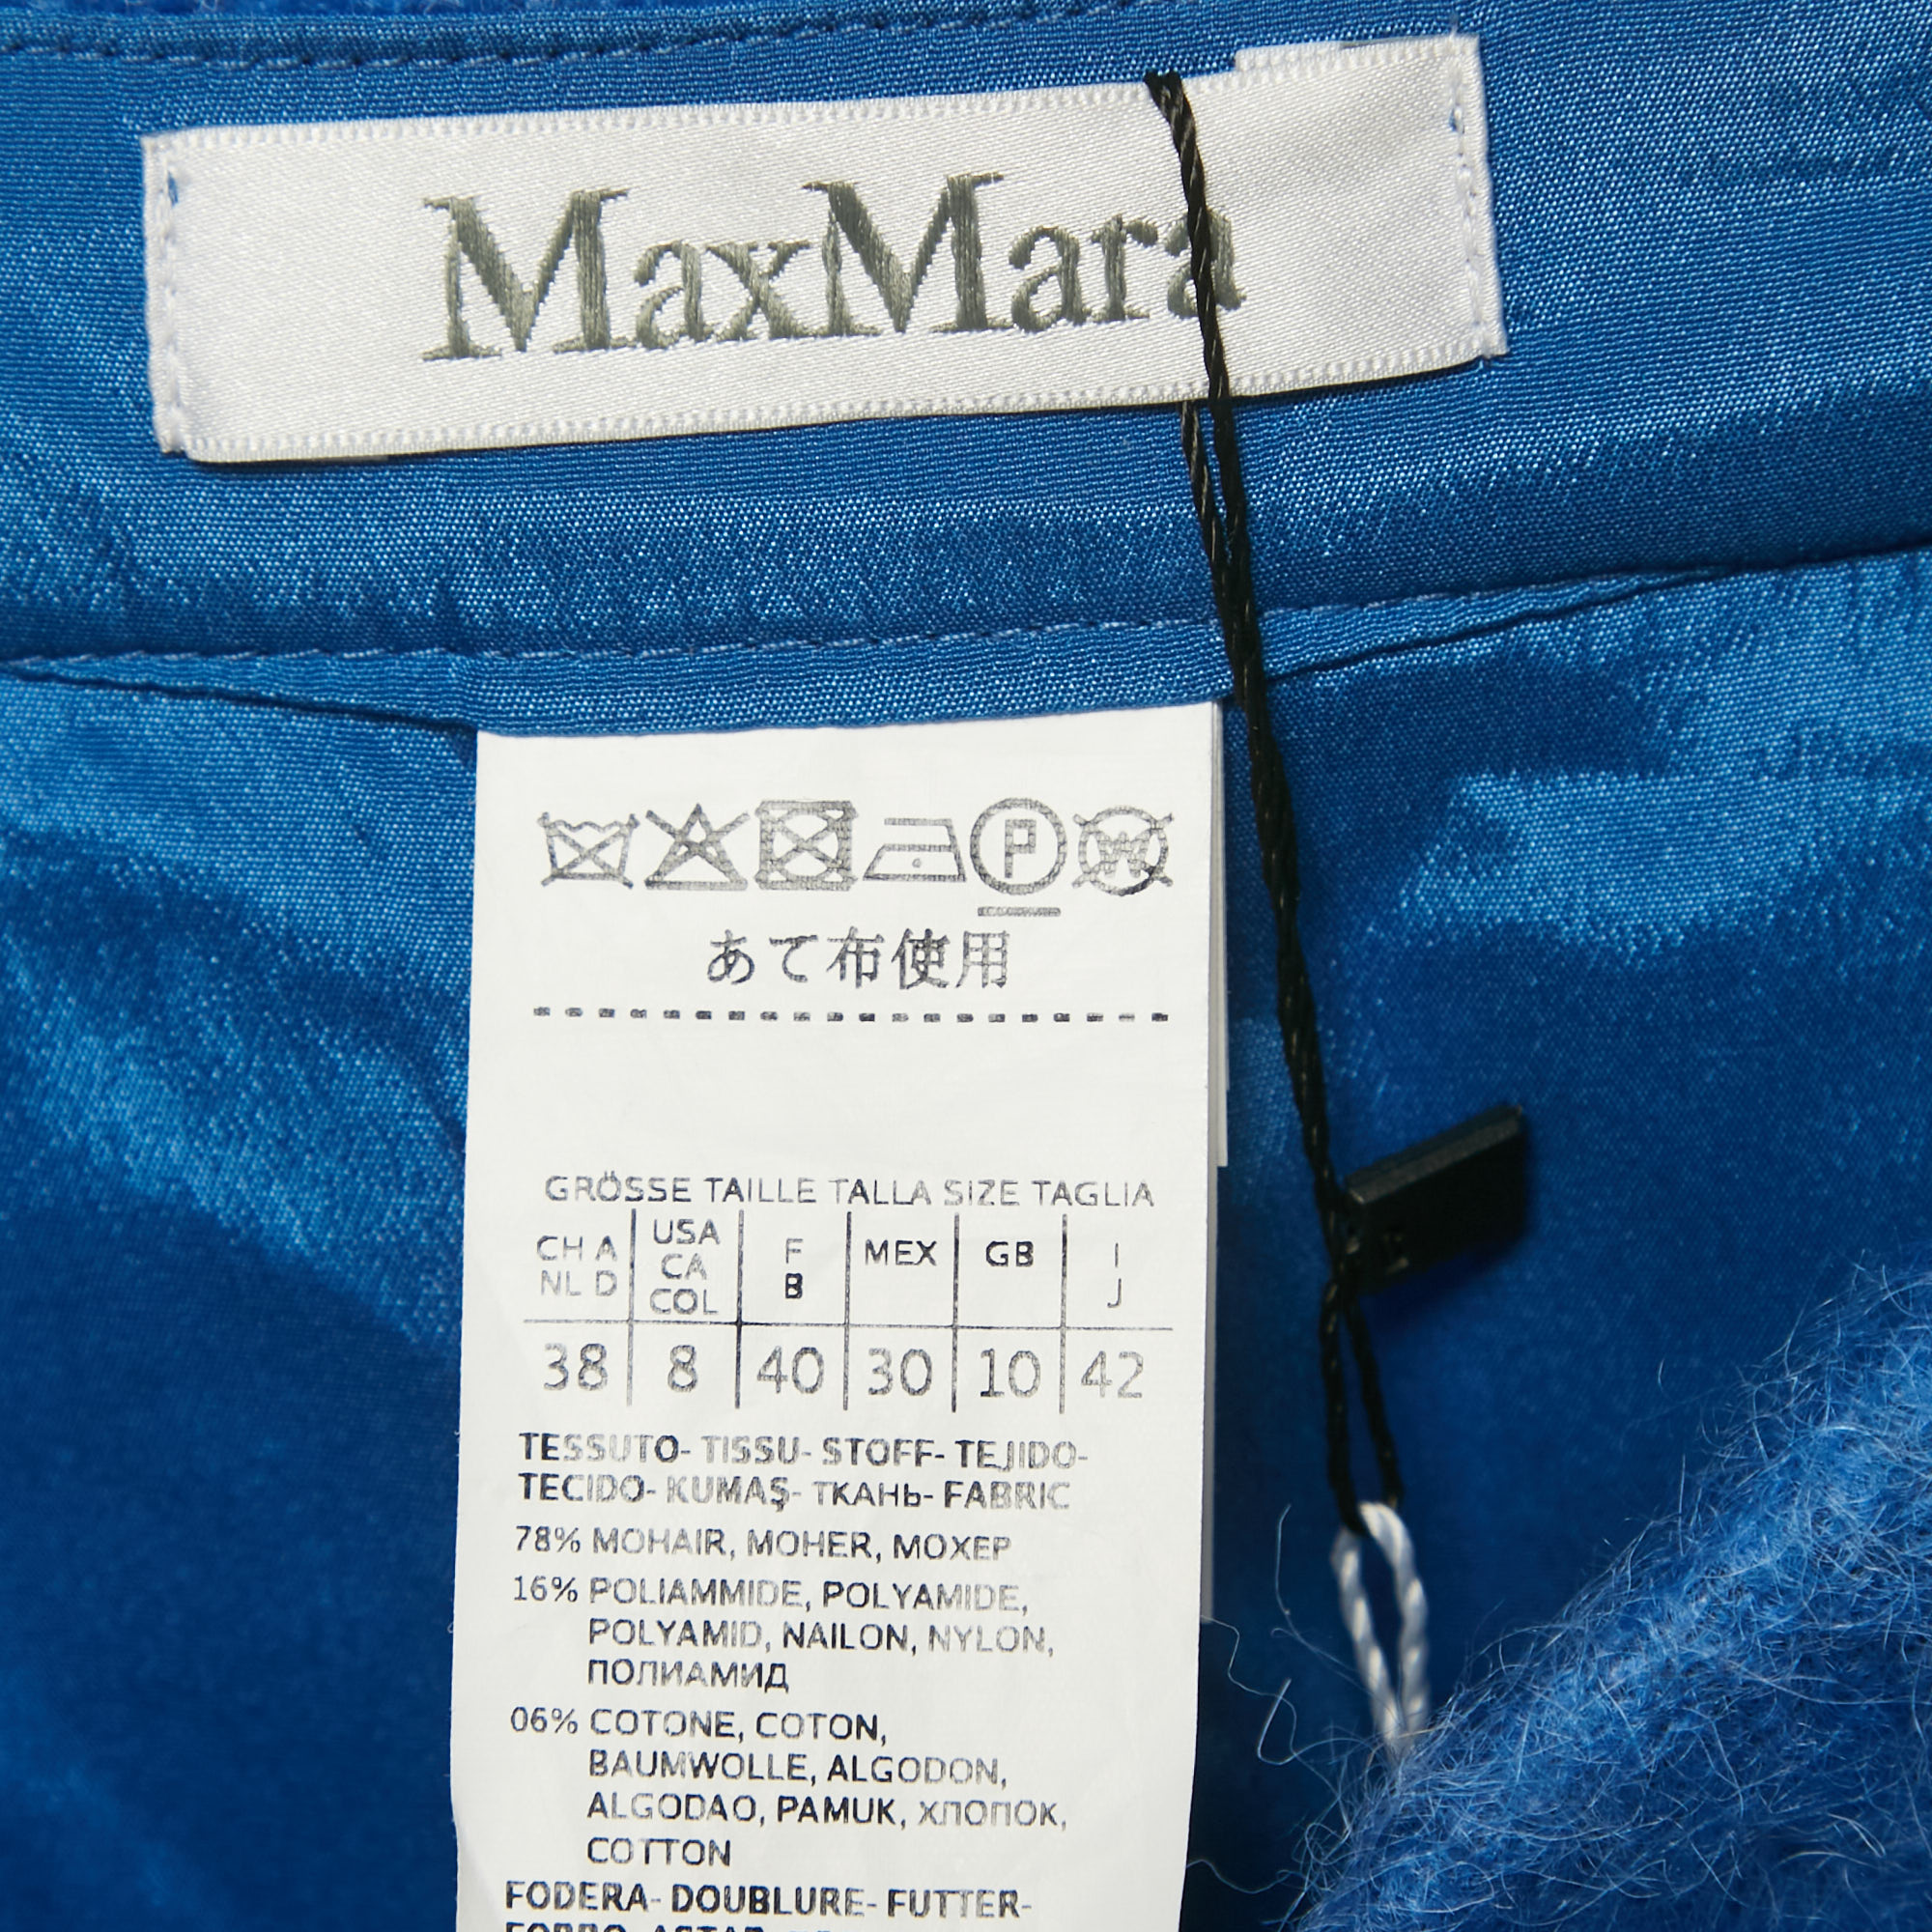 MaxMara
P W
あて布使用
GRÖSSE TAILLE TALLA SIZE TAGLIA
CH A NL D USA CA COL F B MEX GB I J
38 8 40 30 10 42
TESSUTO- TISSU- STOFF- TEJIDO-
TECIDO- KUMAŞ- ТКАНЬ- FABRIC
78% MOHAIR, MOHER, МОХЕР
16% POLIAMMIDE, POLYAMIDE,
POLYAMID, NAILON, NYLON,
ПОЛИАМИД
06% COTONE, COTON,
BAUMWOLLE, ALGODON,
ALGODAO, PAMUK, ХЛОПОК,
COTTON
FODERA- DOUBLURE- FUTTER-